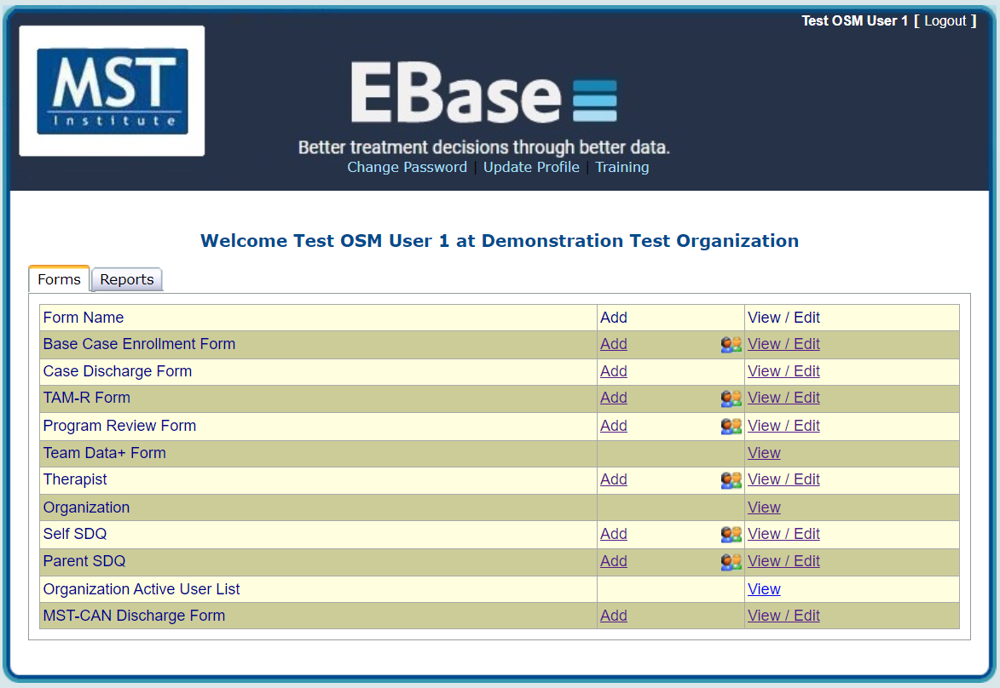 Test OSM User 1 [ Logout ]
MST
Institute
EBase
Better treatment decisions through better data.
Change Password | Update Profile | Training
Welcome Test OSM User 1 at Demonstration Test Organization
Forms Reports
Form Name Add View / Edit
Base Case Enrollment Form Add View / Edit
Case Discharge Form Add View / Edit
TAM-R Form Add View / Edit
Program Review Form Add View / Edit
Team Data+ Form View
Therapist Add View / Edit
Organization View
Self SDQ Add View / Edit
Parent SDQ Add View / Edit
Organization Active User List View
MST-CAN Discharge Form Add View / Edit